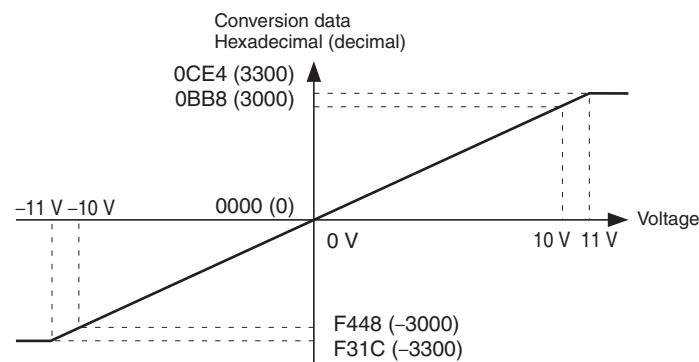 Conversion data
Hexadecimal (decimal)
0CE4 (3300)
0BB8 (3000)
−11 V −10 V
0000 (0)
Voltage
0 V
10 V
11 V
F448 (−3000)
F31C (−3300)